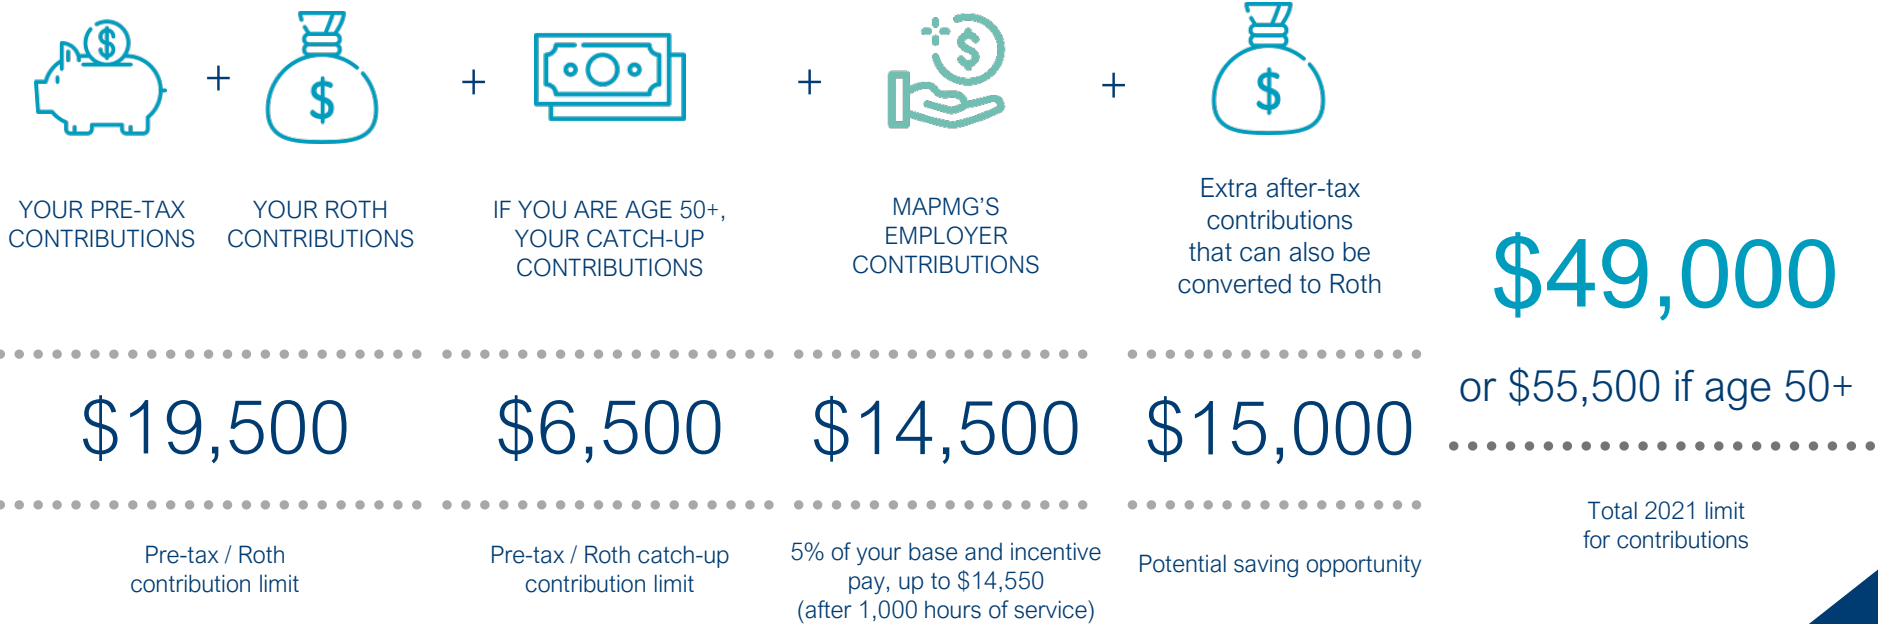 YOUR PRE-TAX
CONTRIBUTIONS
YOUR ROTH
CONTRIBUTIONS
IF YOU ARE AGE 50+,
YOUR CATCH-UP
CONTRIBUTIONS
MAPMG'S
EMPLOYER
CONTRIBUTIONS
Extra after-tax
contributions
that can also be
converted to Roth
$19,500
$6,500
$14,500
$15,000
Pre-tax / Roth
contribution limit
Pre-tax / Roth catch-up
contribution limit
5% of your base and incentive
pay, up to $14,550
(after 1,000 hours of service)
Potential saving opportunity
$49,000
or $55,500 if age 50+
Total 2021 limit
for contributions